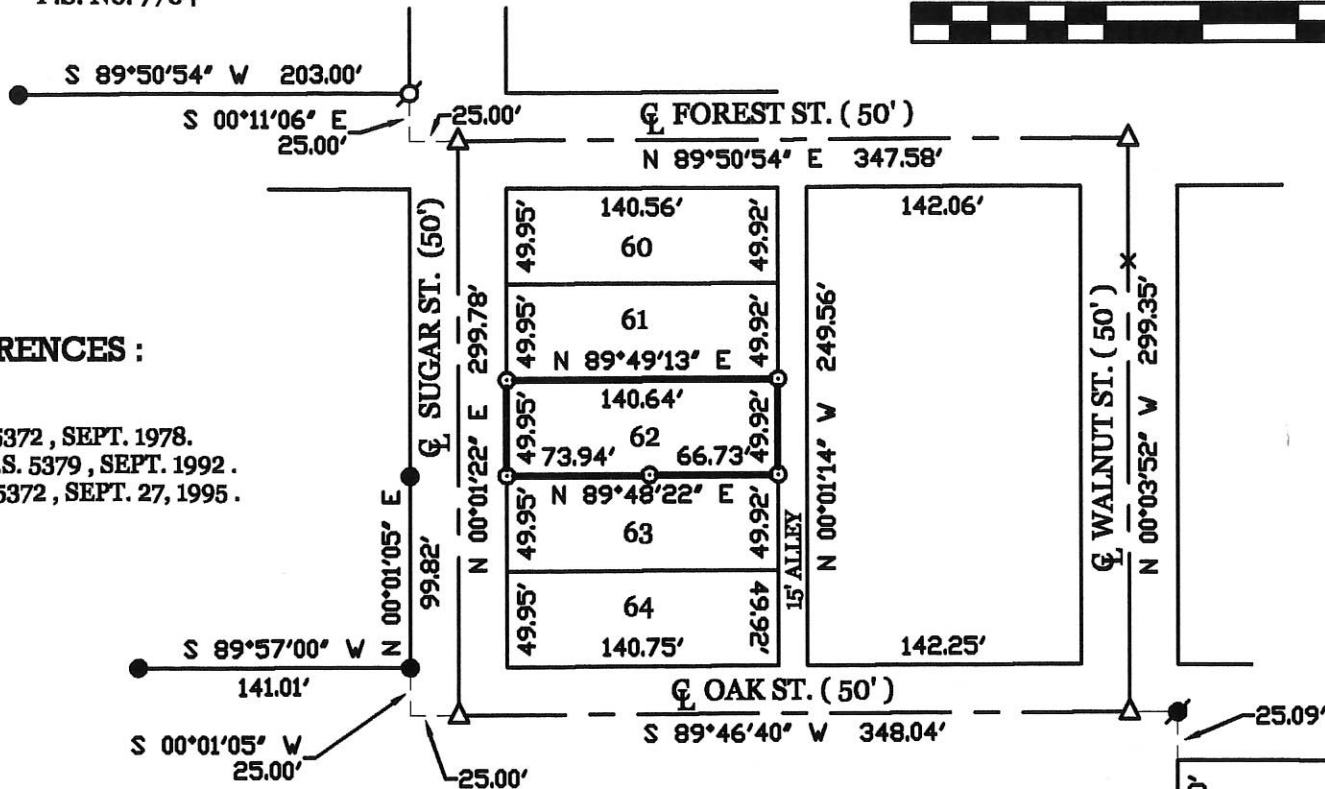 S 89°50'54" W 203.00'
S 00°11'06" E
25.00'
25.00'
℄ FOREST ST. ( 50' )
N 89°50'54" E 347.58'
℄ SUGAR ST. (50')
N 00°01'22" E 299.78'
49.95'
140.56'
60
49.92'
142.06'
49.95'
61
49.92'
N 89°49'13" E
49.95'
140.64'
62
49.92'
73.94'
66.73'
N 89°48'22" E
49.95'
63
49.92'
49.95'
64
49.92'
140.75'
15' ALLEY
N 00°01'14" W 249.56'
142.25'
℄ WALNUT ST. ( 50' )
N 00°03'52" W 299.35'
RENCES :
5372 , SEPT. 1978.
.S. 5379 , SEPT. 1992 .
5372 , SEPT. 27, 1995 .
N 00°01'05" E
99.82'
S 89°57'00" W
141.01'
S 00°01'05" W
25.00'
25.00'
℄ OAK ST. ( 50' )
S 89°46'40" W 348.04'
25.09'